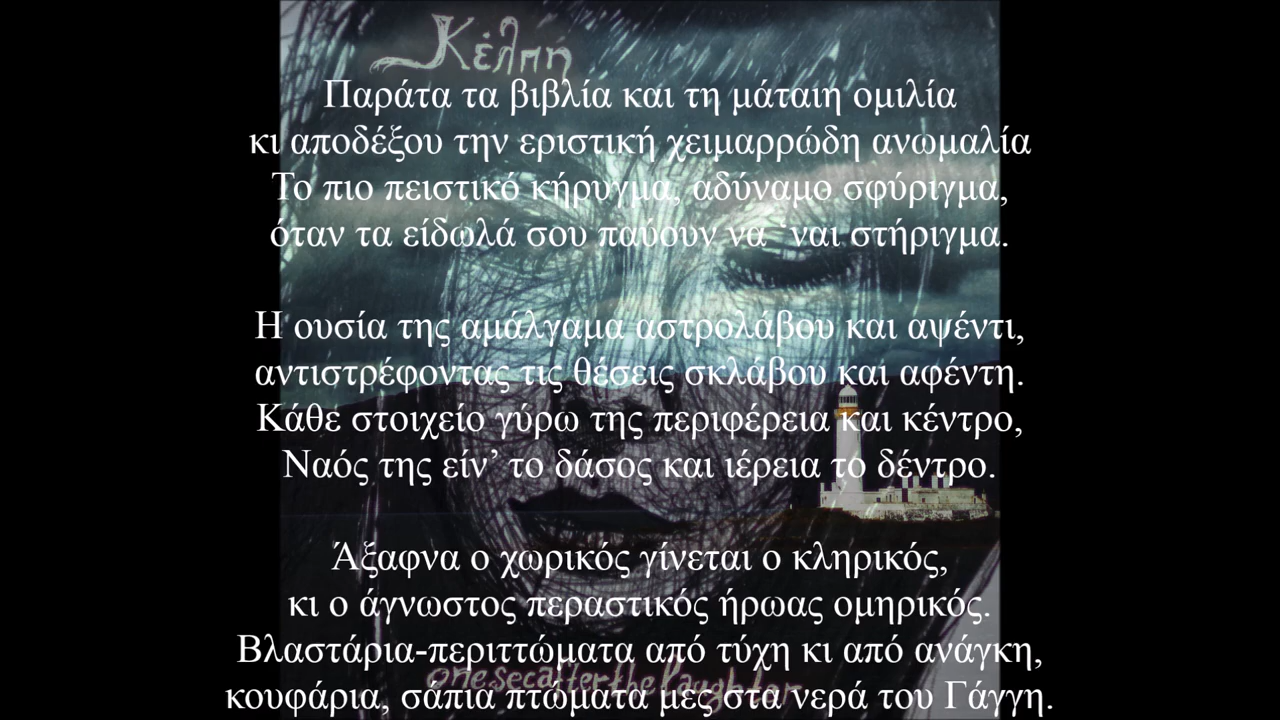 Κέλπη
Παράτα τα βιβλία και τη μάταιη ομιλία
κι αποδέξου την εριστική χειμαρρώδη ανωμαλία
Το πιο πειστικό κήρυγμα, αδύναμο σφύριγμα,
όταν τα είδωλά σου παύουν να ΄ναι στήριγμα.
Η ουσία της αμάλγαμα αστρολάβου και αψέντι,
αντιστρέφοντας τις θέσεις σκλάβου και αφέντη.
Κάθε στοιχείο γύρω της περιφέρεια και κέντρο,
Ναός της είν’ το δάσος και ιέρεια το δέντρο.
Άξαφνα ο χωρικός γίνεται ο κληρικός,
κι ο άγνωστος περαστικός ήρωας ομηρικός.
Βλαστάρια-περιττώματα από τύχη κι από ανάγκη,
onesecafterthelaughter
κουφάρια, σάπια πτώματα μες στα νερά του Γάγγη.